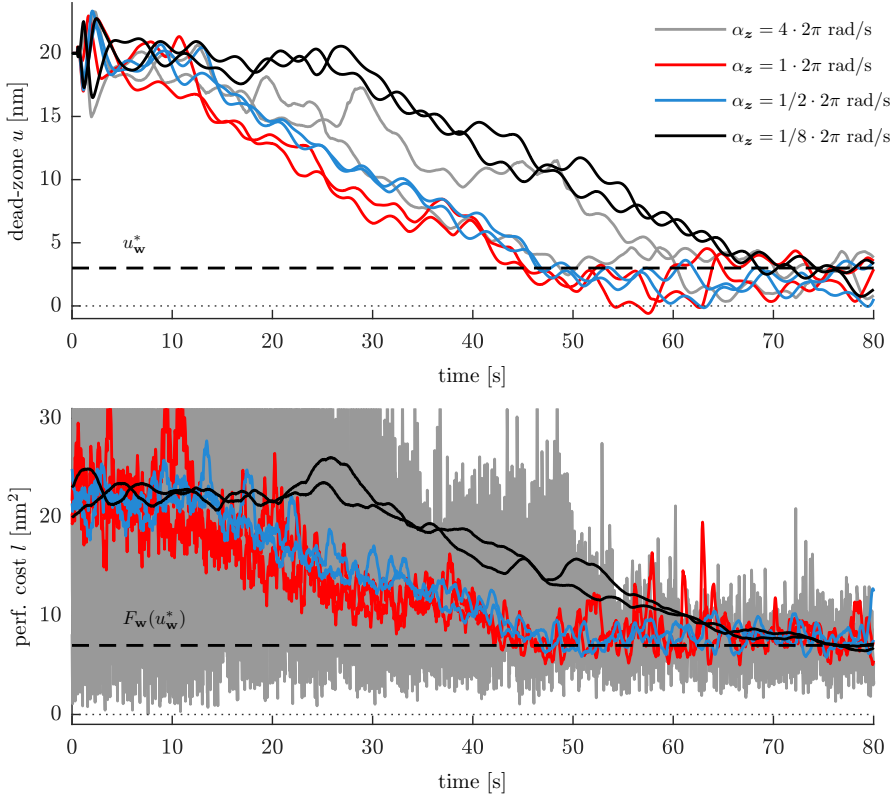 20
15
10
5
0
dead-zone u [nm]
u*_w
α_z = 4 · 2π rad/s
α_z = 1 · 2π rad/s
α_z = 1/2 · 2π rad/s
α_z = 1/8 · 2π rad/s
0 10 20 30 40 50 60 70 80
time [s]
30
20
10
0
perf. cost l [nm²]
F_w(u*_w)
0 10 20 30 40 50 60 70 80
time [s]